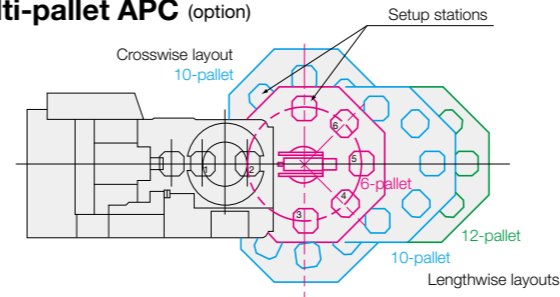 lti-pallet APC (option)
Setup stations
Crosswise layout
10-pallet
6
1
2
5
6-pallet
4
3
12-pallet
10-pallet
Lengthwise layouts